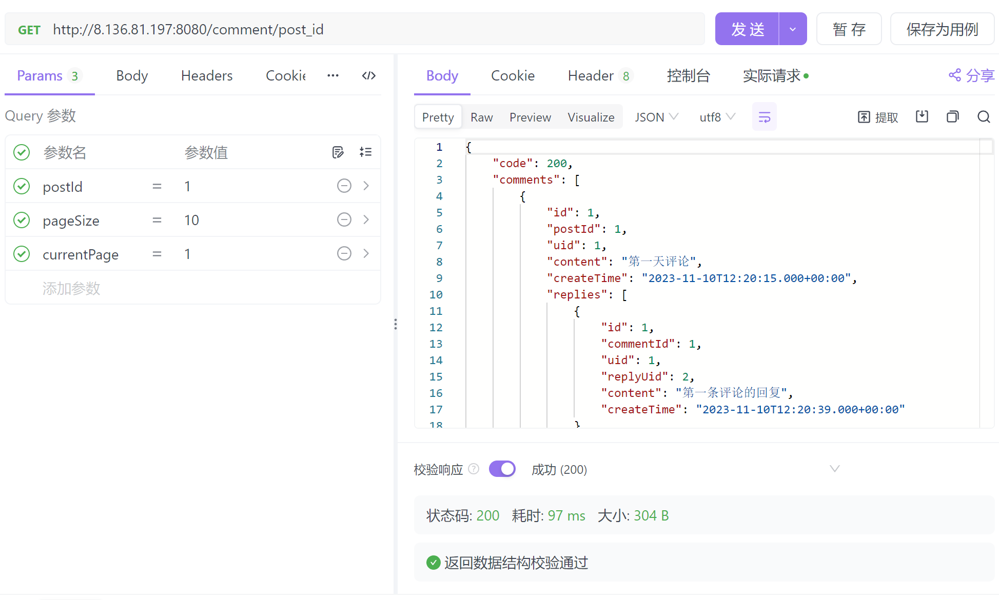 GET http://8.136.81.197:8080/comment/post_id 发 送 暂 存 保存为用例
Params 3 Body Headers Cookie ··· </>
Query 参数
参数名 参数值
postId = 1
pageSize = 10
currentPage = 1
添加参数
Body Cookie Header 8 控制台 实际请求 分享
Pretty Raw Preview Visualize JSON utf8 提取
1 {
2 "code": 200,
3 "comments": [
4 {
5 "id": 1,
6 "postId": 1,
7 "uid": 1,
8 "content": "第一天评论",
9 "createTime": "2023-11-10T12:20:15.000+00:00",
10 "replies": [
11 {
12 "id": 1,
13 "commentId": 1,
14 "uid": 1,
15 "replyUid": 2,
16 "content": "第一条评论的回复",
17 "createTime": "2023-11-10T12:20:39.000+00:00"
18 }
校验响应 ? 成功 (200)
状态码: 200 耗时: 97 ms 大小: 304 B
返回数据结构校验通过